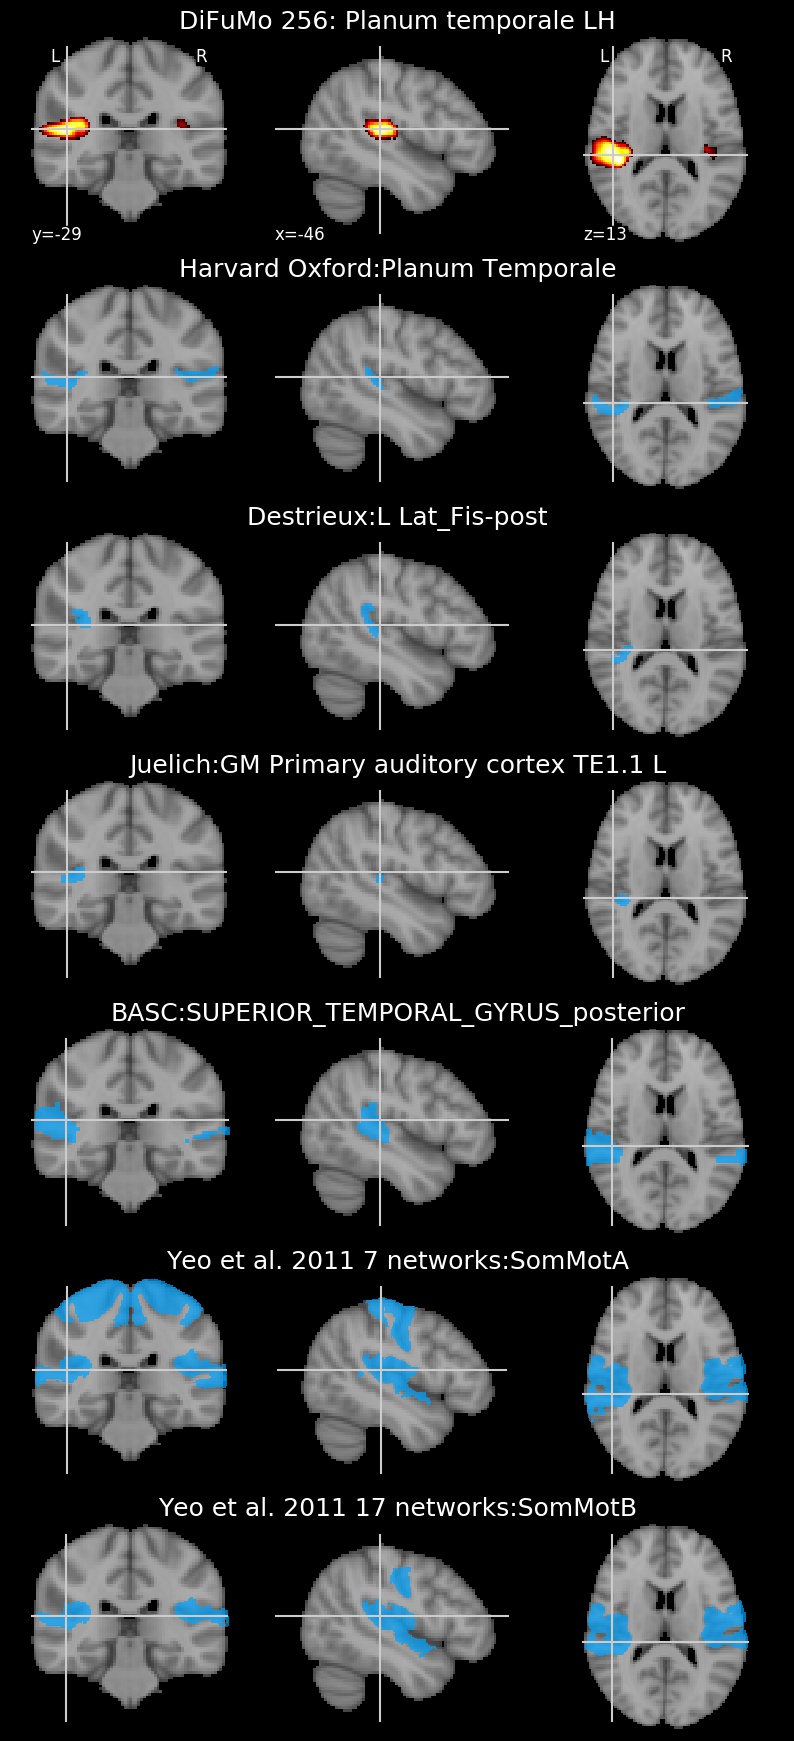 DiFuMo 256: Planum temporale LH
L R L R
y=-29 x=-46 z=13
Harvard Oxford:Planum Temporale
Destrieux:L Lat_Fis-post
Juelich:GM Primary auditory cortex TE1.1 L
BASC:SUPERIOR_TEMPORAL_GYRUS_posterior
Yeo et al. 2011 7 networks:SomMotA
Yeo et al. 2011 17 networks:SomMotB